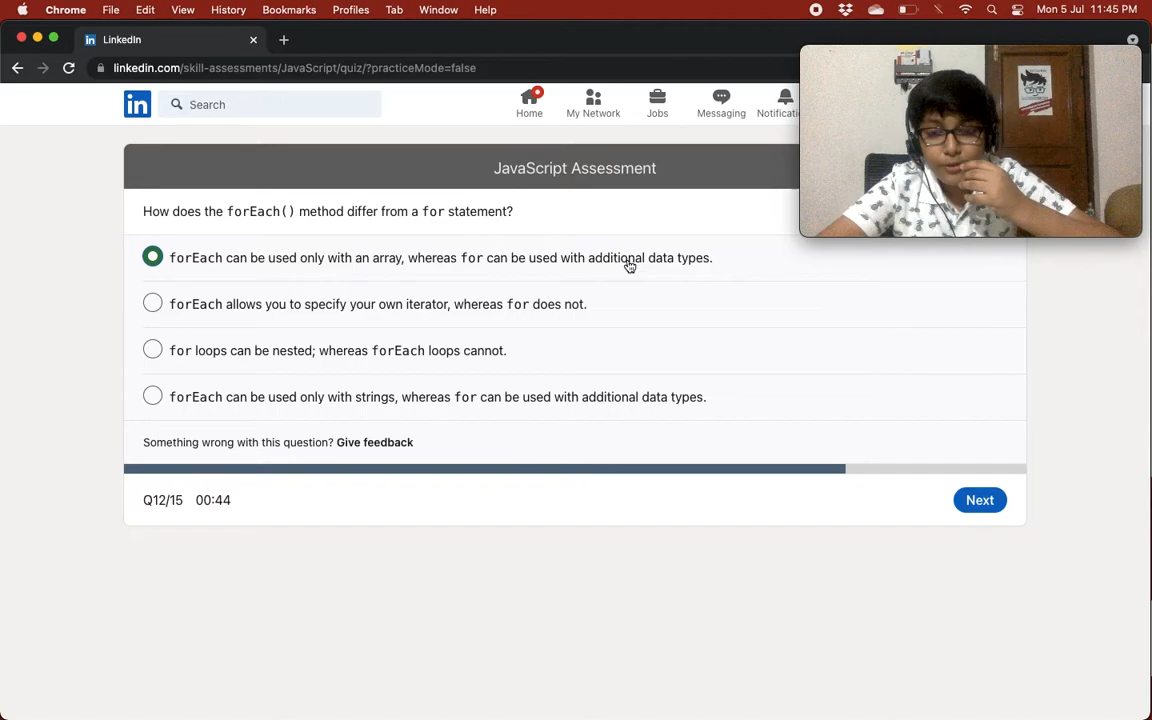 Chrome File Edit View History Bookmarks Profiles Tab Window Help Mon 5 Jul 11:45 PM
in LinkedIn
linkedin.com/skill-assessments/JavaScript/quiz/?practiceMode=false
in Search Home My Network Jobs Messaging Notificati
JavaScript Assessment
How does the forEach() method differ from a for statement?
forEach can be used only with an array, whereas for can be used with additional data types.
forEach allows you to specify your own iterator, whereas for does not.
for loops can be nested; whereas forEach loops cannot.
forEach can be used only with strings, whereas for can be used with additional data types.
Something wrong with this question? Give feedback
Q12/15 00:44 Next